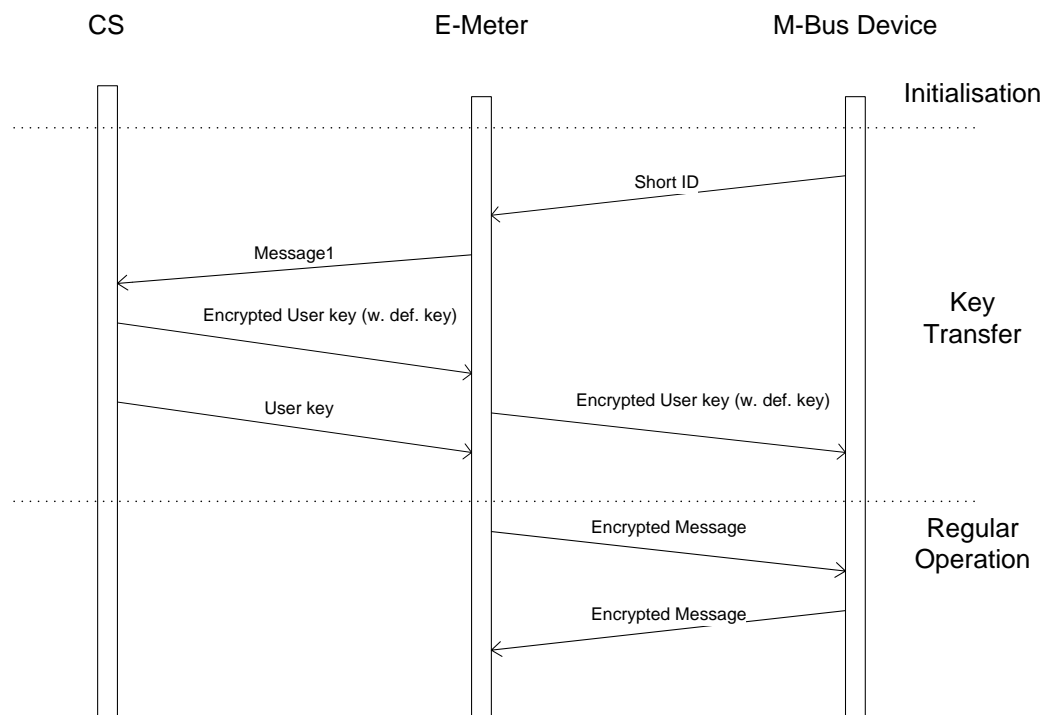 CS
E-Meter
M-Bus Device
Initialisation
Short ID
Message1
Encrypted User key (w. def. key)
Key
Transfer
User key
Encrypted User key (w. def. key)
Encrypted Message
Regular
Operation
Encrypted Message